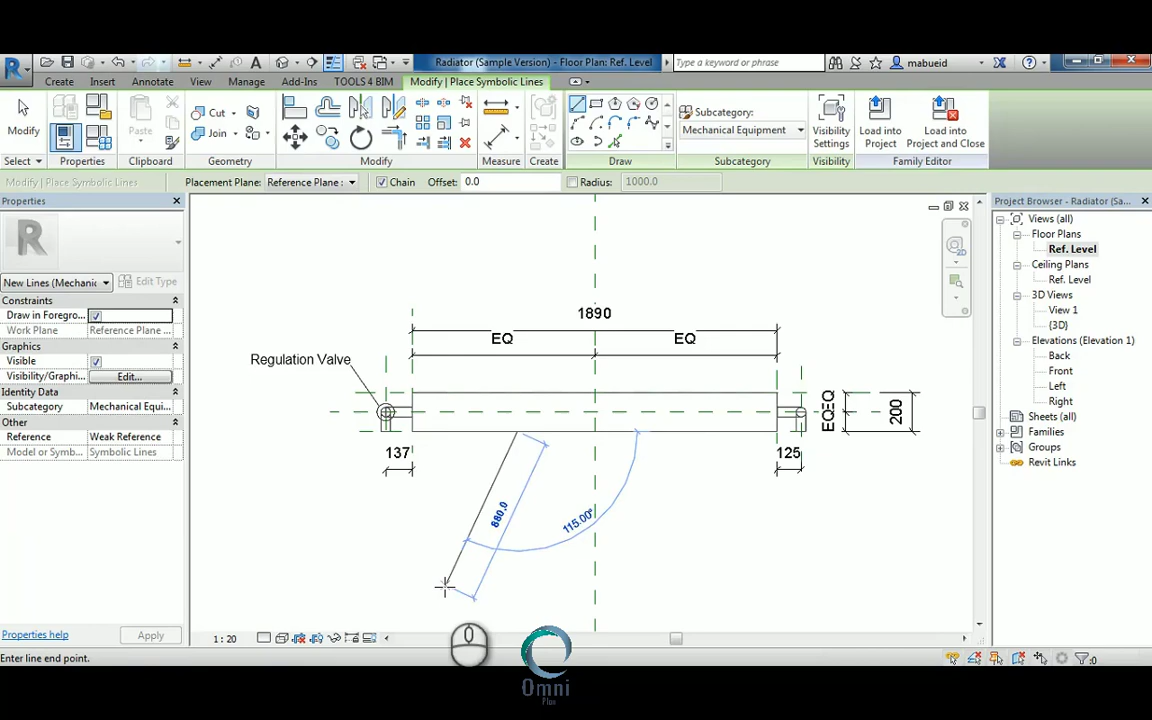 Radiator (Sample Version) - Floor Plan: Ref. Level
Type a keyword or phrase
mabueid
Create Insert Annotate View Manage Add-Ins TOOLS 4 BIM Modify | Place Symbolic Lines
Modify
Paste
Cut
Join
Subcategory:
Mechanical Equipment
Visibility
Settings
Load into
Project
Load into
Project and Close
Select Properties Clipboard Geometry Modify Measure Create Draw Subcategory Visibility Family Editor
Modify | Place Symbolic Lines Placement Plane: Reference Plane : Chain Offset: 0.0 Radius: 1000.0
Properties
New Lines (Mechanic
Edit Type
Constraints
Draw in Foregro...
Work Plane Reference Plane ...
Graphics
Visible
Visibility/Graphi... Edit...
Identity Data
Subcategory Mechanical Equi...
Other
Reference Weak Reference
Model or Symb... Symbolic Lines
Properties help
Apply
1890
EQ EQ
Regulation Valve
EQ EQ
200
137
125
880.0
115.00°
1 : 20
Project Browser - Radiator (Sa...
Views (all)
Floor Plans
Ref. Level
Ceiling Plans
Ref. Level
3D Views
View 1
{3D}
Elevations (Elevation 1)
Back
Front
Left
Right
Sheets (all)
Families
Groups
Revit Links
Enter line end point.
:0
Omni
Plan